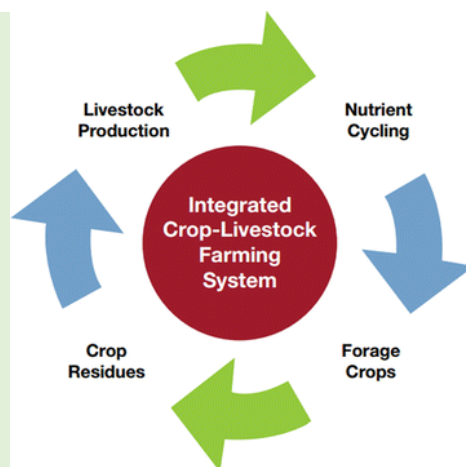 Livestock
Production
Nutrient
Cycling
Integrated
Crop-Livestock
Farming
System
Crop
Residues
Forage
Crops